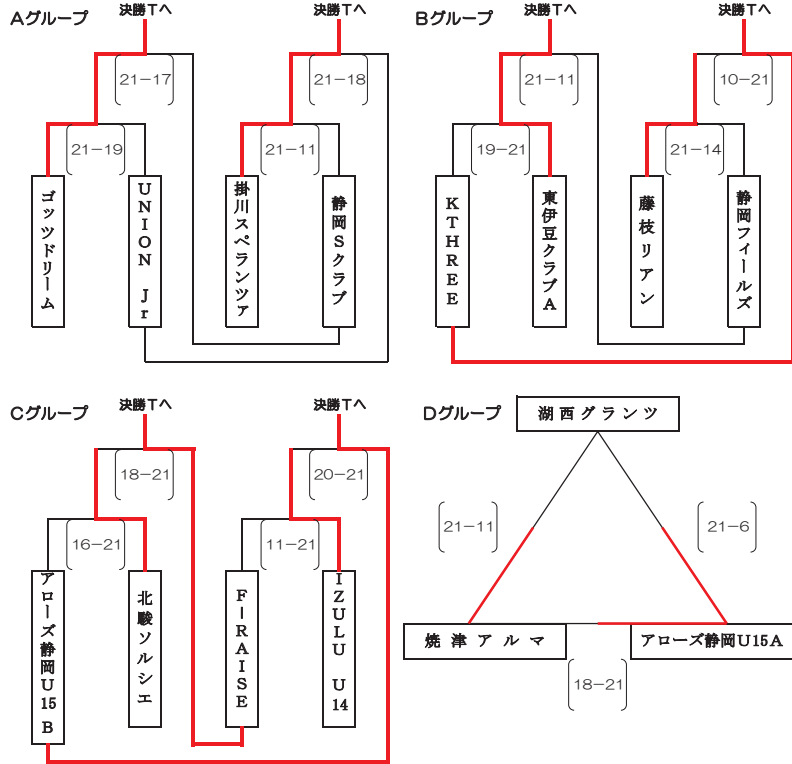 Aグループ
決勝Tへ
決勝Tへ
21-17
21-18
21-19
21-11
ゴッツドリーム
UNION Jr
掛川スペランツァ
静岡Sクラブ
Bグループ
決勝Tへ
決勝Tへ
21-11
10-21
19-21
21-14
KTHREE
東伊豆クラブA
藤枝リアン
静岡フィールズ
Cグループ
決勝Tへ
決勝Tへ
18-21
20-21
16-21
11-21
アローズ静岡U15 B
北駿ソルシエ
F-RAISE
IZULU U14
Dグループ
湖西グランツ
21-11
21-6
焼津アルマ
アローズ静岡U15A
18-21